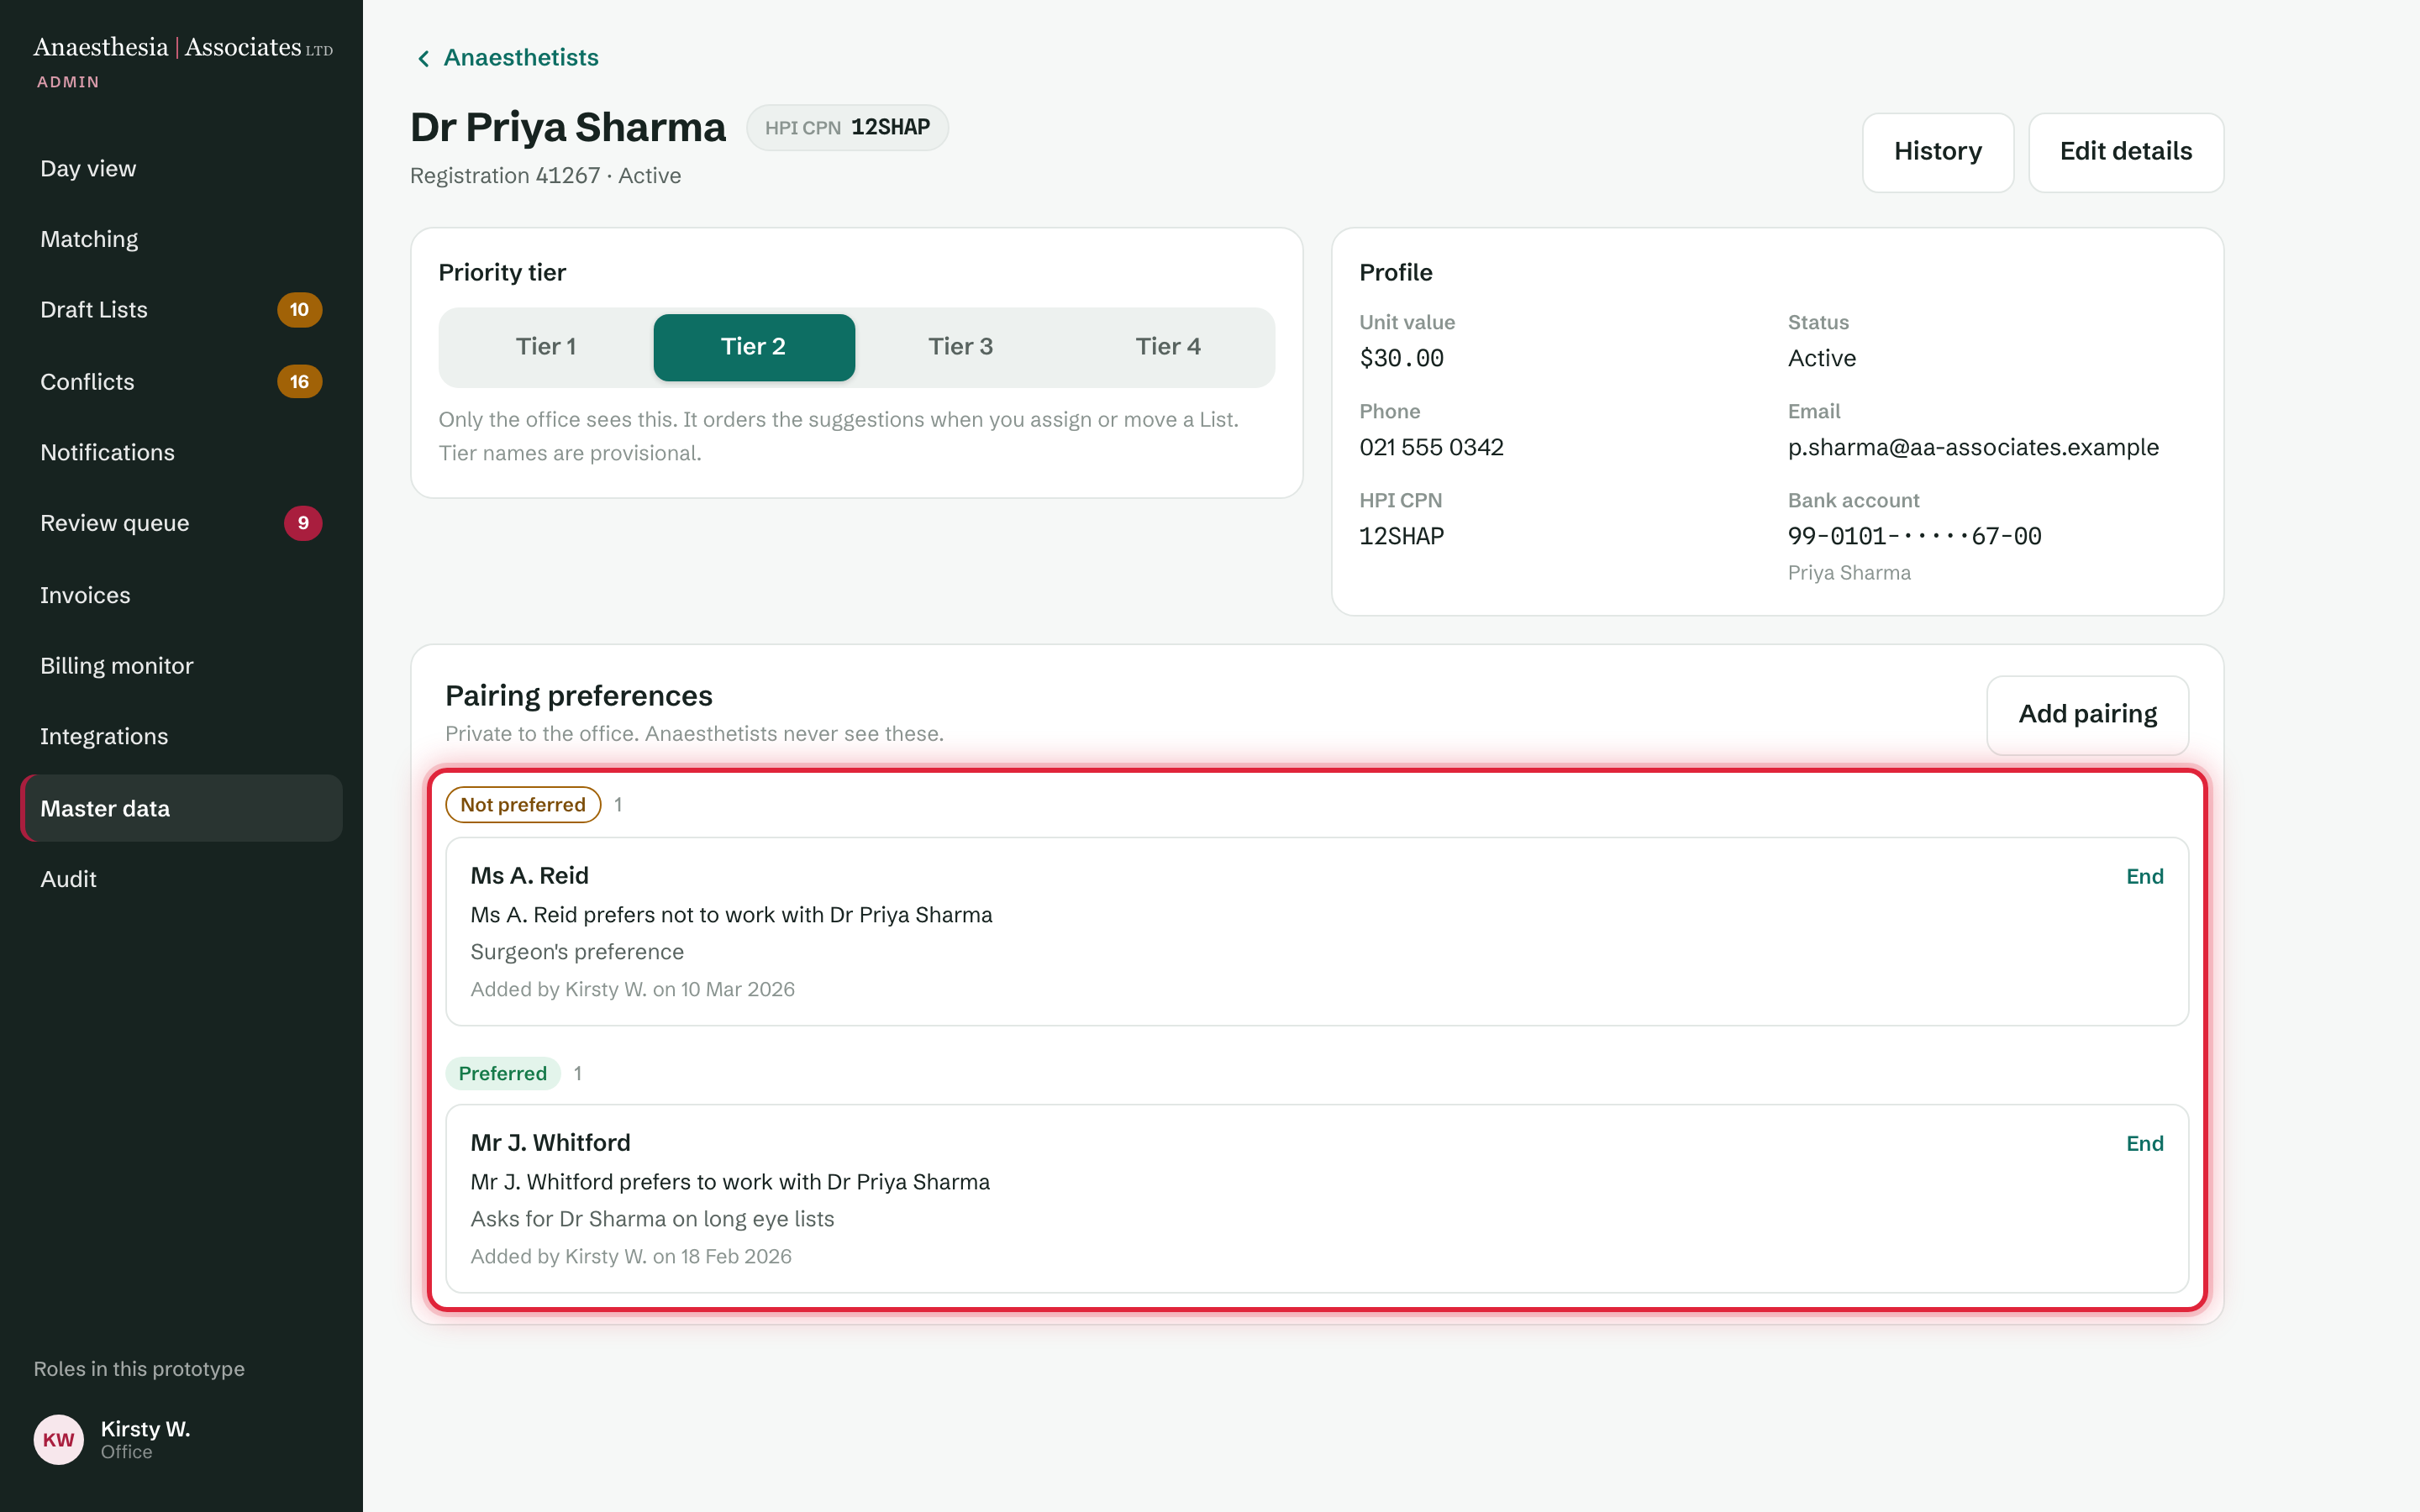 Anaesthesia | Associates LTD
ADMIN
Day view
Matching
Draft Lists 10
Conflicts 16
Notifications
Review queue 9
Invoices
Billing monitor
Integrations
Master data
Audit
Roles in this prototype
KW
Kirsty W.
Office
Anaesthetists
Dr Priya Sharma HPI CPN 12SHAP
Registration 41267 · Active
History Edit details
Priority tier
Tier 1 Tier 2 Tier 3 Tier 4
Only the office sees this. It orders the suggestions when you assign or move a List.
Tier names are provisional.
Profile
Unit value
$30.00
Status
Active
Phone
021 555 0342
Email
p.sharma@aa-associates.example
HPI CPN
12SHAP
Bank account
99-0101-·····67-00
Priya Sharma
Pairing preferences
Private to the office. Anaesthetists never see these.
Add pairing
Not preferred 1
Ms A. Reid End
Ms A. Reid prefers not to work with Dr Priya Sharma
Surgeon's preference
Added by Kirsty W. on 10 Mar 2026
Preferred 1
Mr J. Whitford End
Mr J. Whitford prefers to work with Dr Priya Sharma
Asks for Dr Sharma on long eye lists
Added by Kirsty W. on 18 Feb 2026